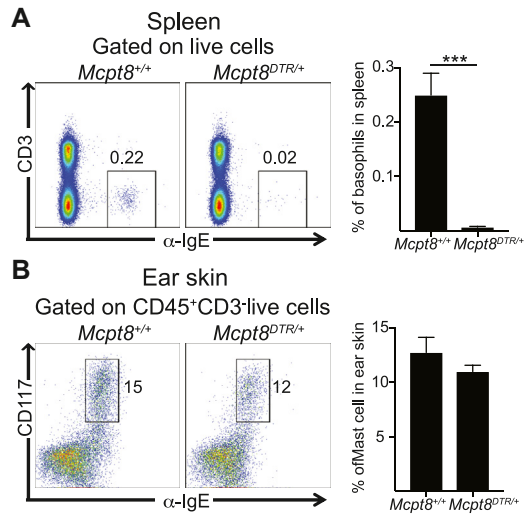 A
Spleen
Gated on live cells
Mcpt8+/+
Mcpt8DTR/+
CD3
0.22
0.02
α-IgE
% of basophils in spleen
0.3
0.2
0.1
***
Mcpt8+/+
Mcpt8DTR/+
B
Ear skin
Gated on CD45+CD3-live cells
Mcpt8+/+
Mcpt8DTR/+
CD117
15
12
α-IgE
% ofMast cell in ear skin
15
10
5
Mcpt8+/+
Mcpt8DTR/+